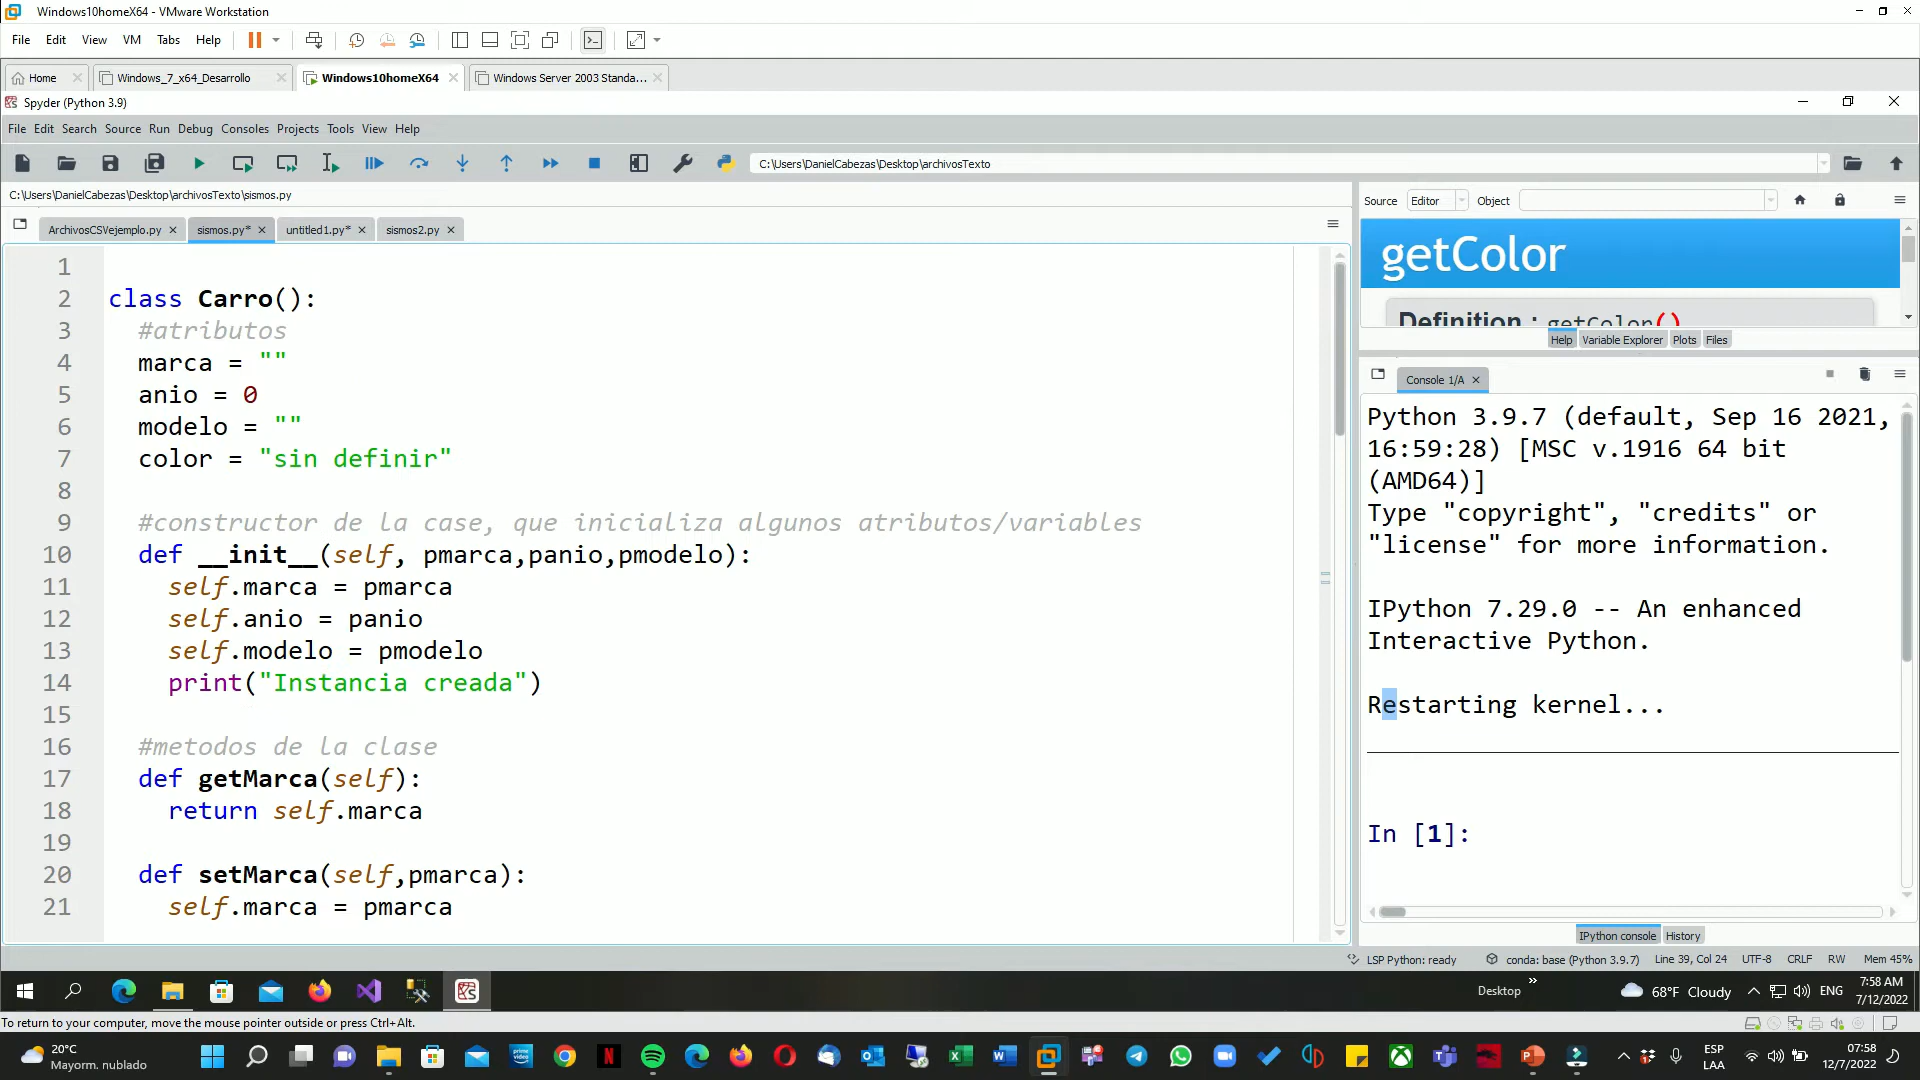 Windows10homeX64 - VMware Workstation
File Edit View VM Tabs Help
Home Windows_7_x64_Desarrollo Windows10homeX64 Windows Server 2003 Standa...
Spyder (Python 3.9)
File Edit Search Source Run Debug Consoles Projects Tools View Help
C:\Users\DanielCabezas\Desktop\archivosTexto
C:\Users\DanielCabezas\Desktop\archivosTexto\sismos.py
ArchivosCSVejemplo.py sismos.py* untitled1.py* sismos2.py
1
2 class Carro():
3 #atributos
4 marca = ""
5 anio = 0
6 modelo = ""
7 color = "sin definir"
8
9 #constructor de la case, que inicializa algunos atributos/variables
10 def __init__(self, pmarca,panio,pmodelo):
11 self.marca = pmarca
12 self.anio = panio
13 self.modelo = pmodelo
14 print("Instancia creada")
15
16 #metodos de la clase
17 def getMarca(self):
18 return self.marca
19
20 def setMarca(self,pmarca):
21 self.marca = pmarca
Source Editor Object
getColor
Definition : getColor()
Help Variable Explorer Plots Files
Console 1/A
Python 3.9.7 (default, Sep 16 2021,
16:59:28) [MSC v.1916 64 bit
(AMD64)]
Type "copyright", "credits" or
"license" for more information.
IPython 7.29.0 -- An enhanced
Interactive Python.
Restarting kernel...
In [1]:
IPython console History
LSP Python: ready conda: base (Python 3.9.7) Line 39, Col 24 UTF-8 CRLF RW Mem 45%
Desktop 68°F Cloudy ENG 7:58 AM
7/12/2022
To return to your computer, move the mouse pointer outside or press Ctrl+Alt.
20°C
Mayorm. nublado
ESP
LAA
07:58
12/7/2022